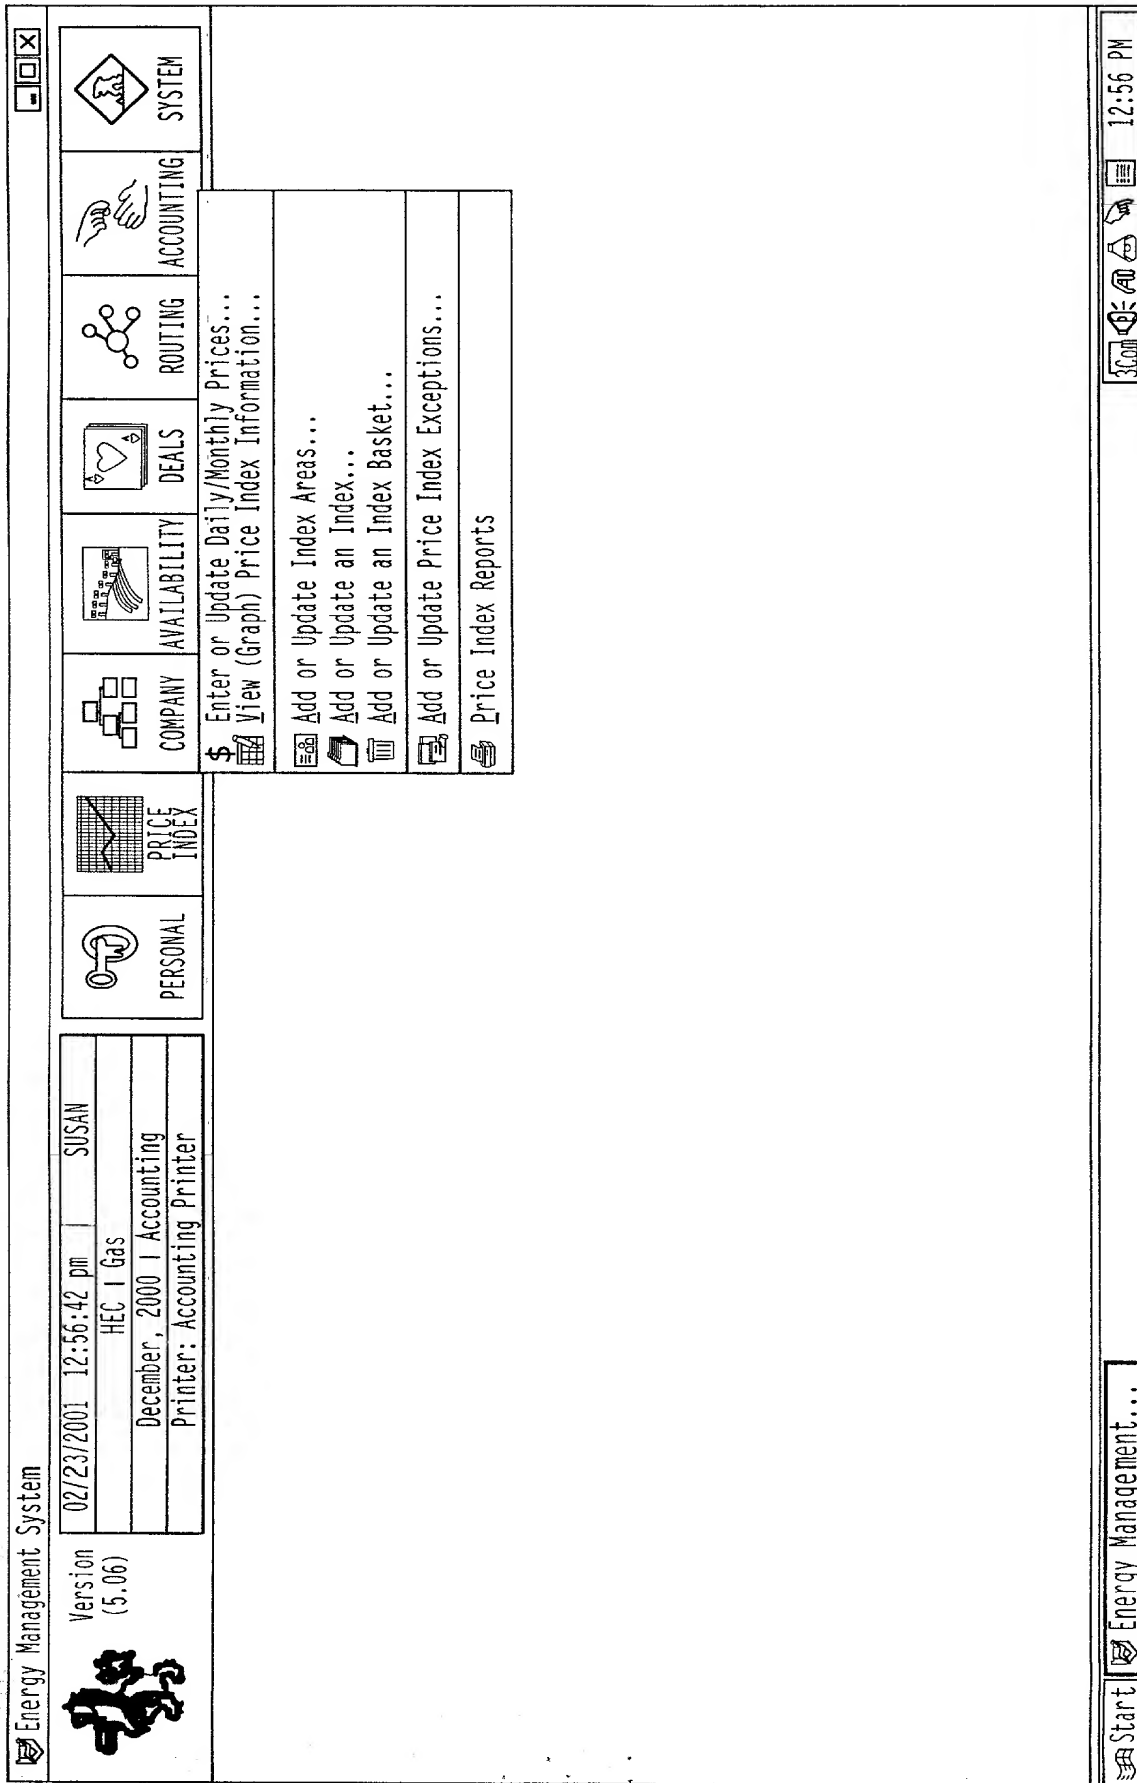 Energy Management System
Version
(5.06)
02/23/2001 12:56:42 pm SUSAN
HEC | Gas
December, 2000 | Accounting
Printer: Accounting Printer
PERSONAL
PRICE
INDEX
COMPANY
AVAILABILITY
DEALS
ROUTING
ACCOUNTING
SYSTEM
$ Enter or Update Daily/Monthly Prices...
View (Graph) Price Index Information...
Add or Update Index Areas...
Add or Update an Index...
Add or Update an Index Basket...
Add or Update Price Index Exceptions...
Price Index Reports
Start
Energy Management...
3Com
12:56 PM